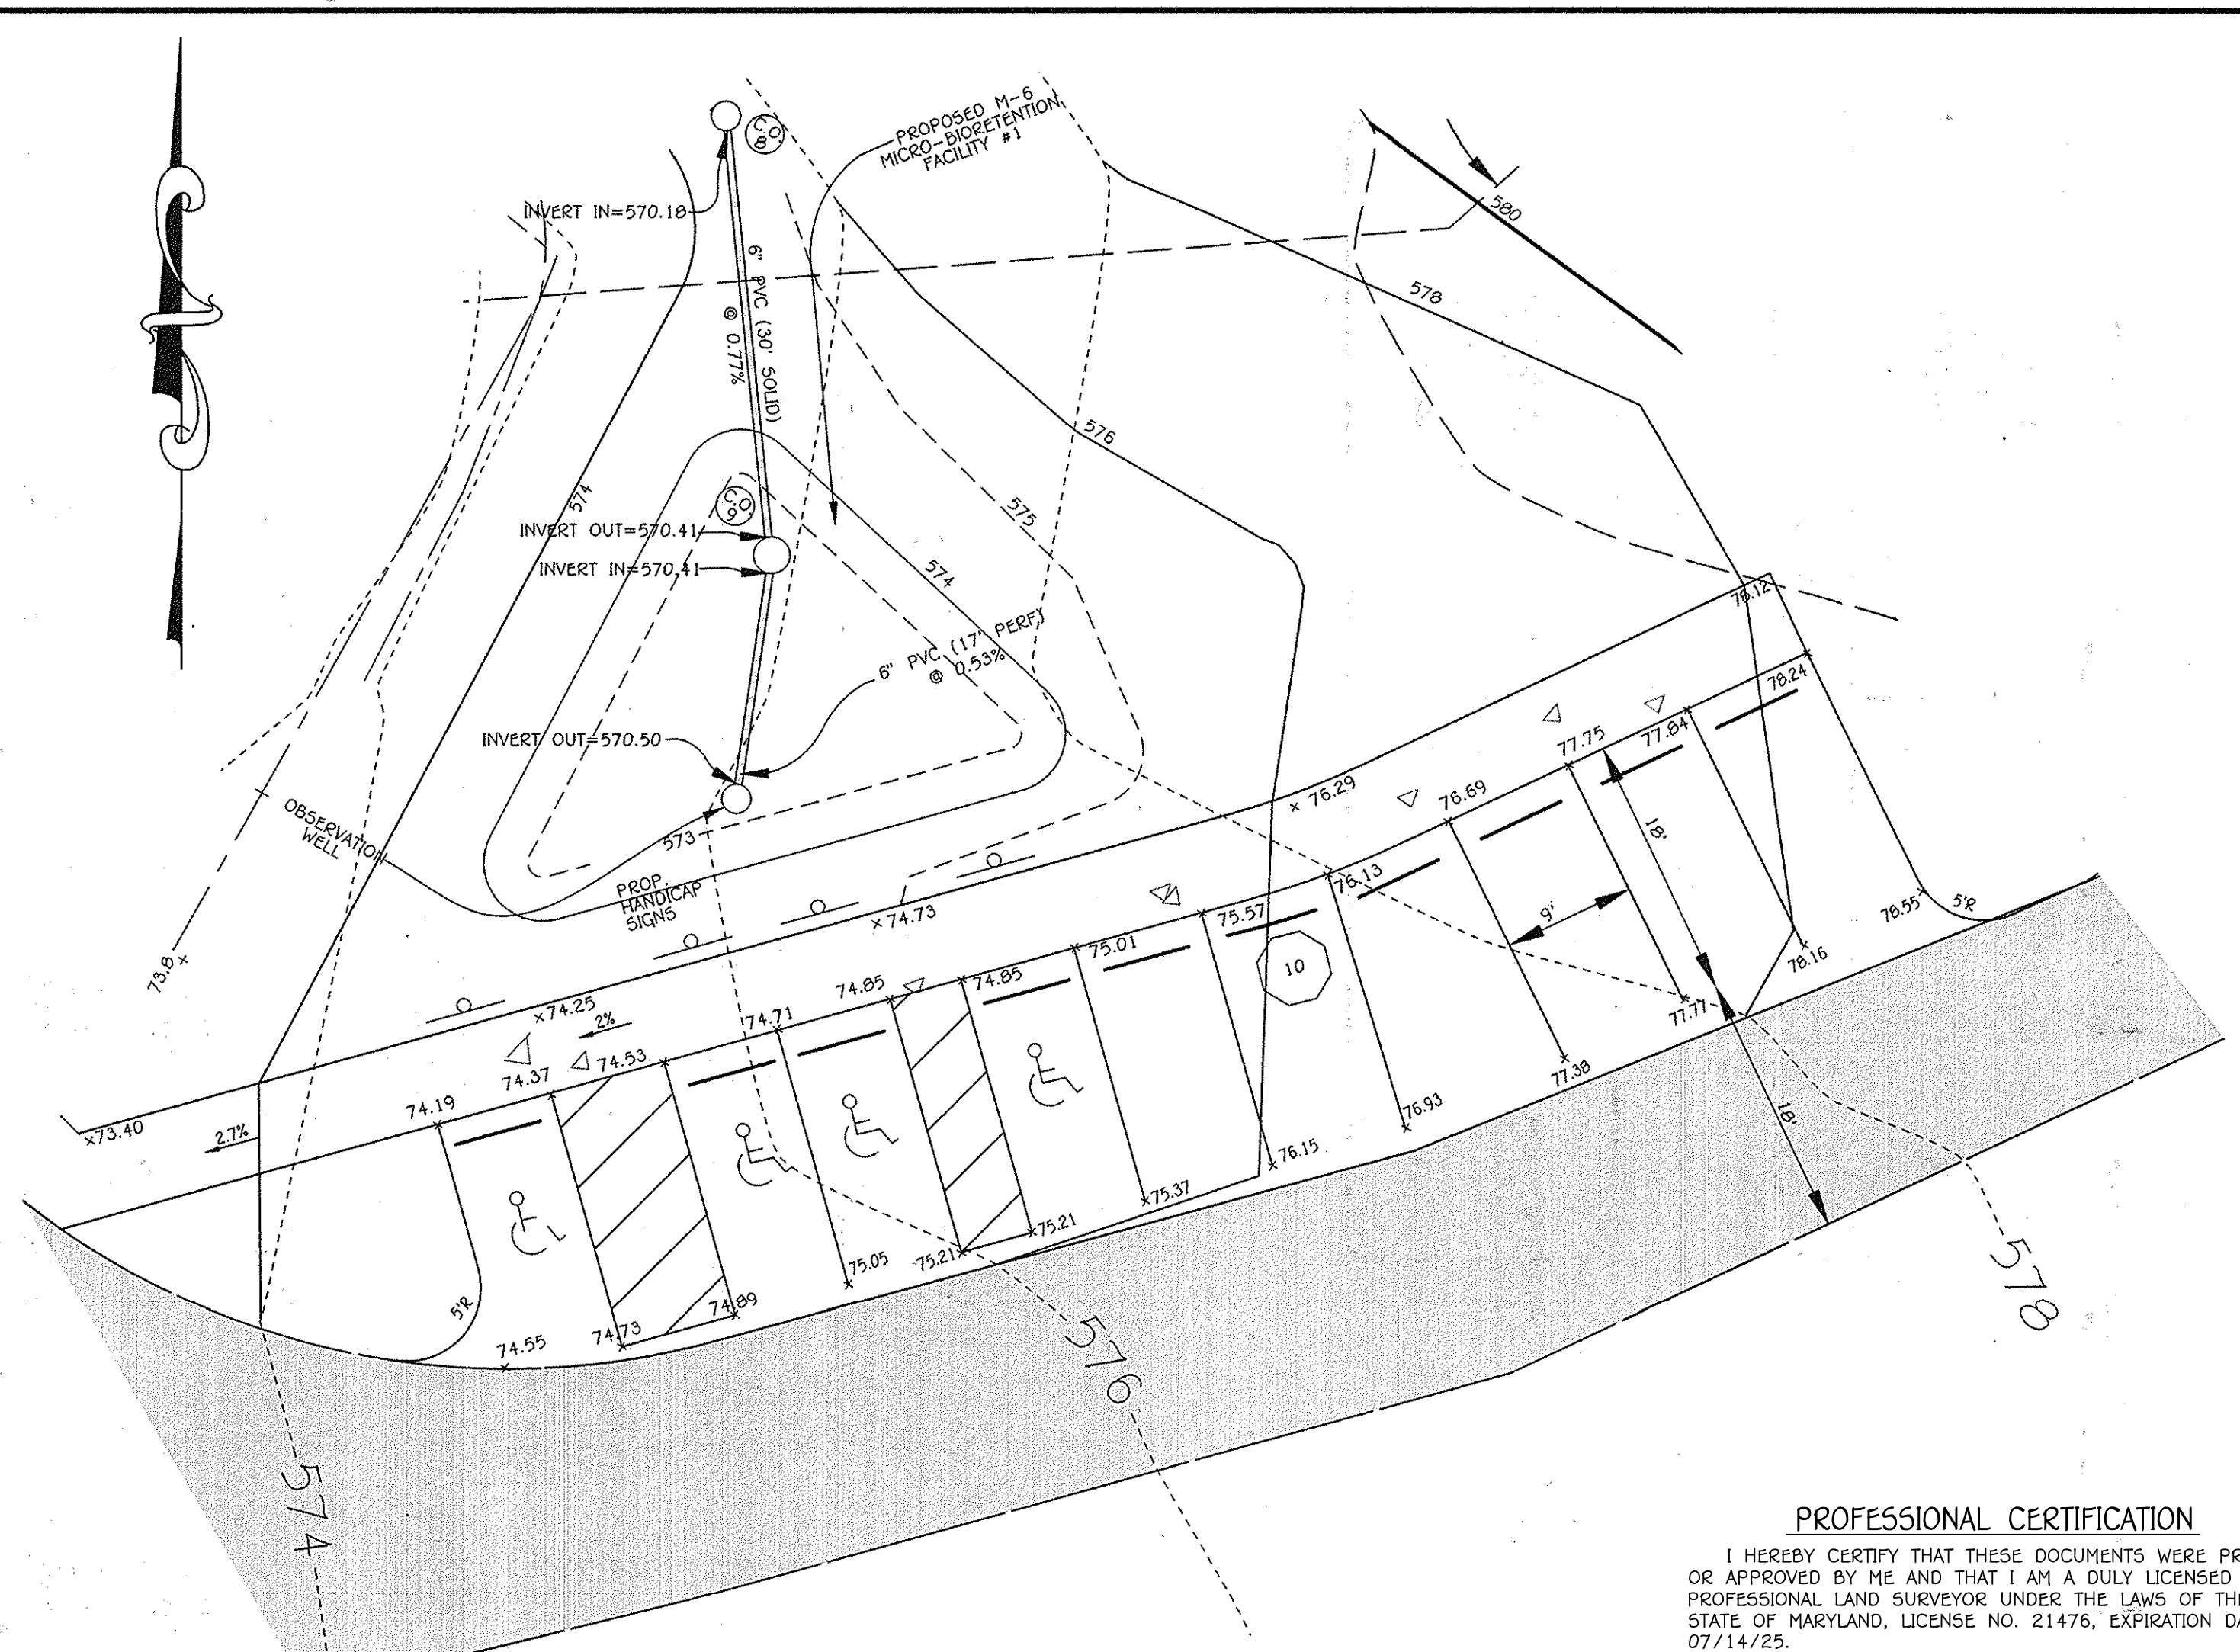 C.O. 8
PROPOSED M-6
MICRO-BIORETENTION
FACILITY #1
INVERT IN=570.18
6" PVC (30' SOLID)
@ 0.77%
580
578
576
575
574
574
C.O. 9
INVERT OUT=570.41
INVERT IN=570.41
6" PVC (17' PERF)
@ 0.53%
INVERT OUT=570.50
573
OBSERVATION
WELL
PROP.
HANDICAP
SIGNS
73.8
78.12
78.24
77.84
77.75
76.69
76.29
76.13
75.57
75.01
74.73
74.85
74.85
74.71
74.25
2%
74.53
74.37
74.19
73.40
2.7%
18'
9'
10
78.55
5'R
78.16
77.77
77.38
76.93
76.15
75.37
75.21
75.21
75.05
74.89
74.73
74.55
5'R
18'
578
576
574
PROFESSIONAL CERTIFICATION
I HEREBY CERTIFY THAT THESE DOCUMENTS WERE PR
OR APPROVED BY ME AND THAT I AM A DULY LICENSED
PROFESSIONAL LAND SURVEYOR UNDER THE LAWS OF TH
STATE OF MARYLAND, LICENSE NO. 21476, EXPIRATION D
07/14/25.